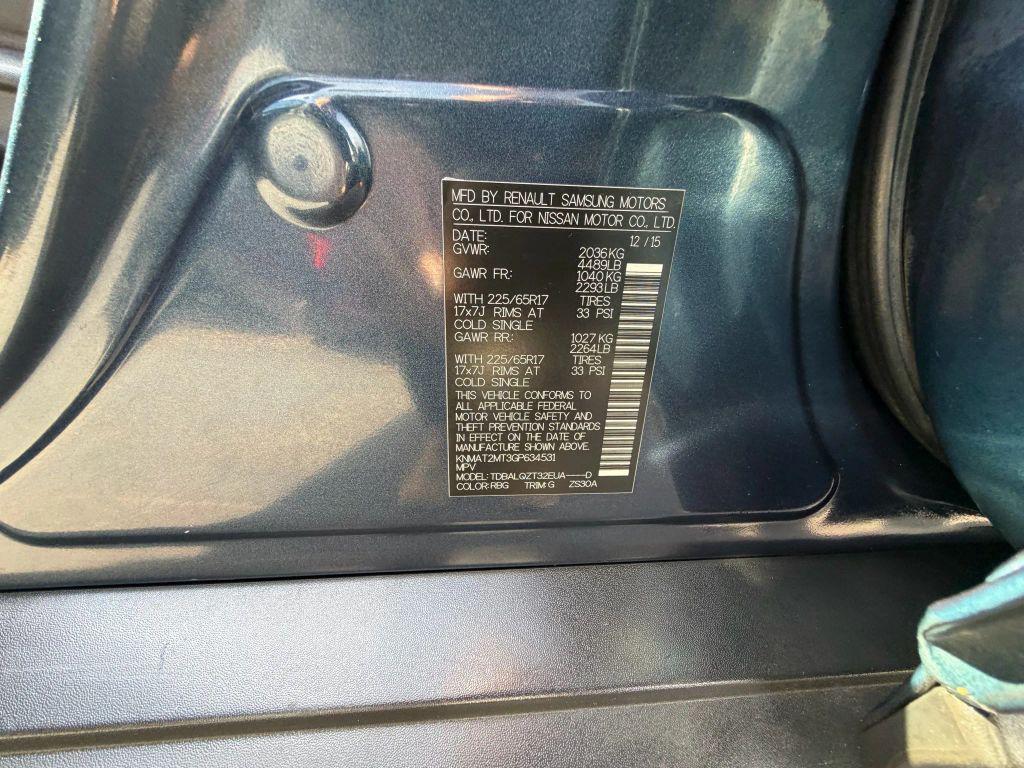 MFD BY RENAULT SAMSUNG MOTORS
CO., LTD. FOR NISSAN MOTOR CO., LTD.
DATE: 12 / 15
GVWR: 2036KG
4489LB
GAWR FR.: 1040KG
2293LB
WITH 225/65R17 TIRES
17x7J RIMS AT 33 PSI
COLD SINGLE
GAWR RR.: 1027KG
2264LB
WITH 225/65R17 TIRES
17x7J RIMS AT 33 PSI
COLD SINGLE
THIS VEHICLE CONFORMS TO
ALL APPLICABLE FEDERAL
MOTOR VEHICLE SAFETY AND
THEFT PREVENTION STANDARDS
IN EFFECT ON THE DATE OF
MANUFACTURE SHOWN ABOVE.
KNMAT2MT3GP634531
MPV
MODEL: TDBALQZT32EUA----D
COLOR: RBG TRIM: G ZS30A